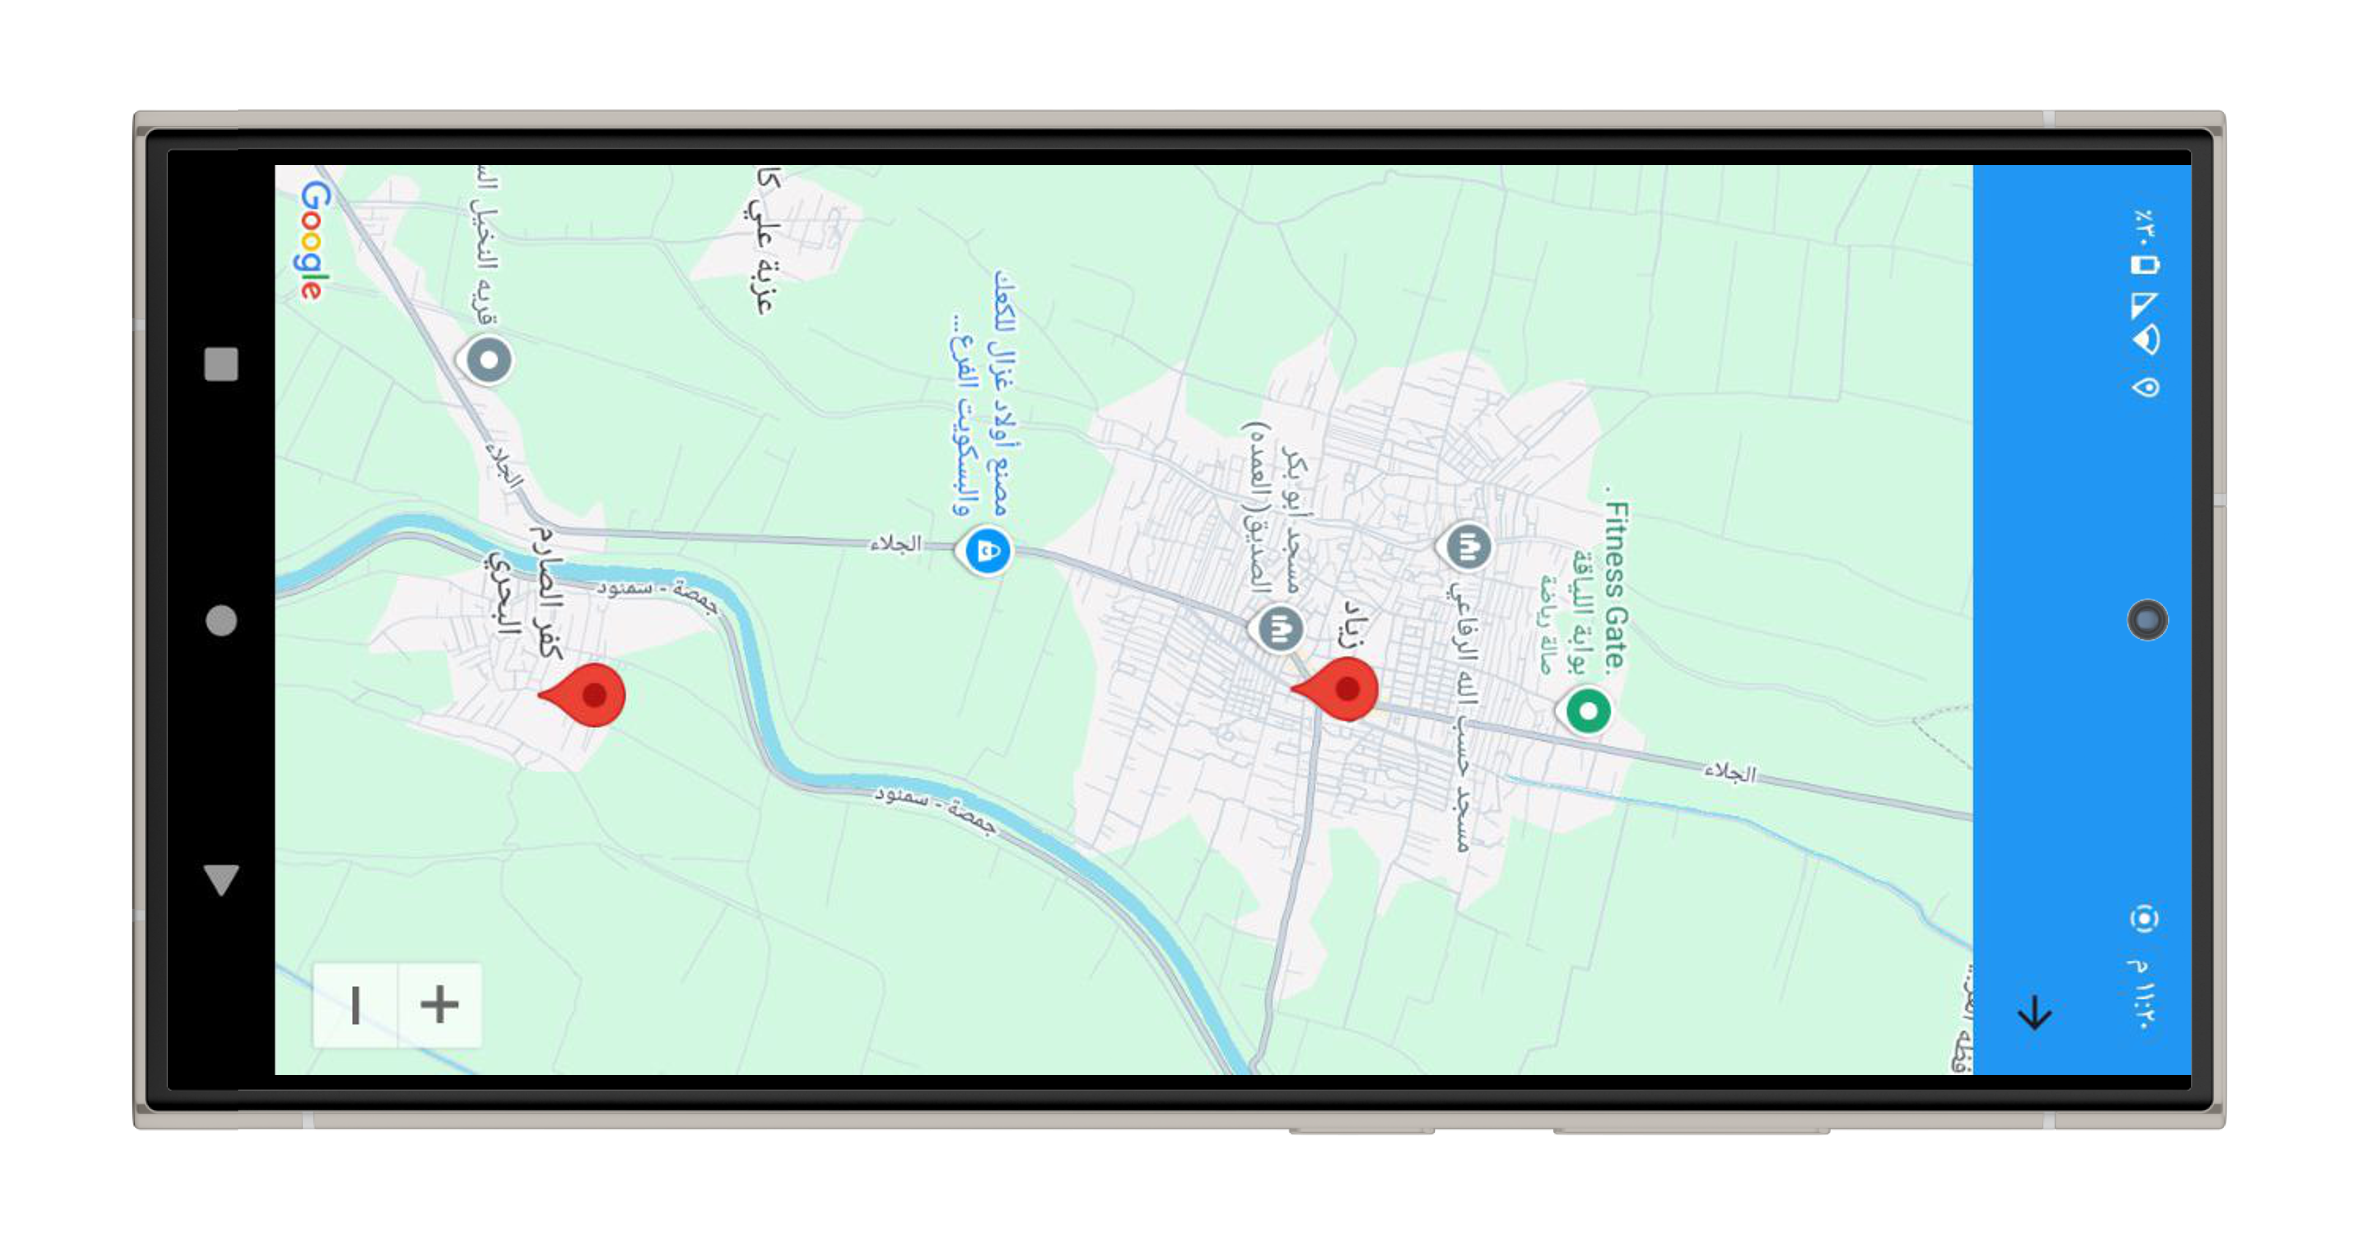 ١١:٢٠ م
٪٣٠
الجلاء
. Fitness Gate.
بوابة اللياقة
صالة رياضة
مسجد حسب الله الرفاعي
زياد
مسجد أبو بكر
الصديق((العمده)
مصنع أولاد غزال للكعك
والبسكويت الفرع...
جمصة - سمنود
الجلاء
عزبة علي كا
جمصة - سمنود
كفر الصارم
البحري
الجلاء
قريه النخيل
Google